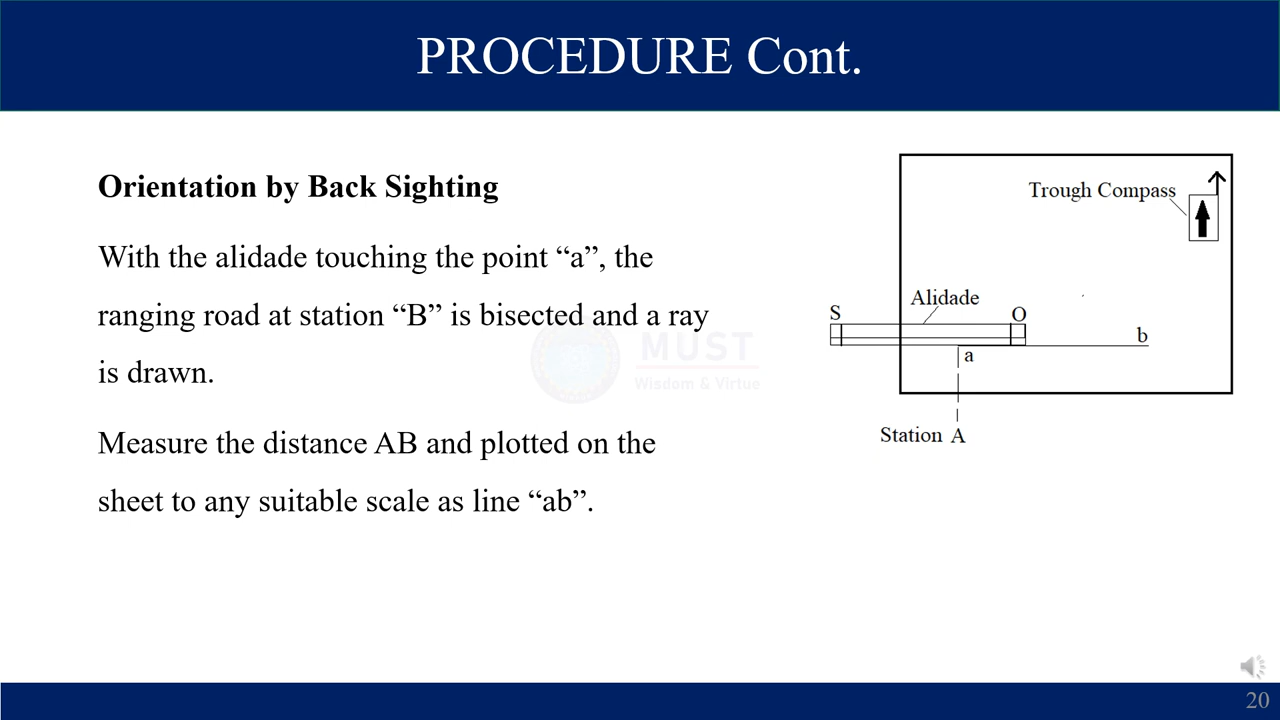 PROCEDURE Cont.
Orientation by Back Sighting
With the alidade touching the point “a”, the
ranging road at station “B” is bisected and a ray
is drawn.
Measure the distance AB and plotted on the
sheet to any suitable scale as line “ab”.
MUST
Wisdom & Virtue
Trough Compass
Alidade
S
O
b
a
Station A
20